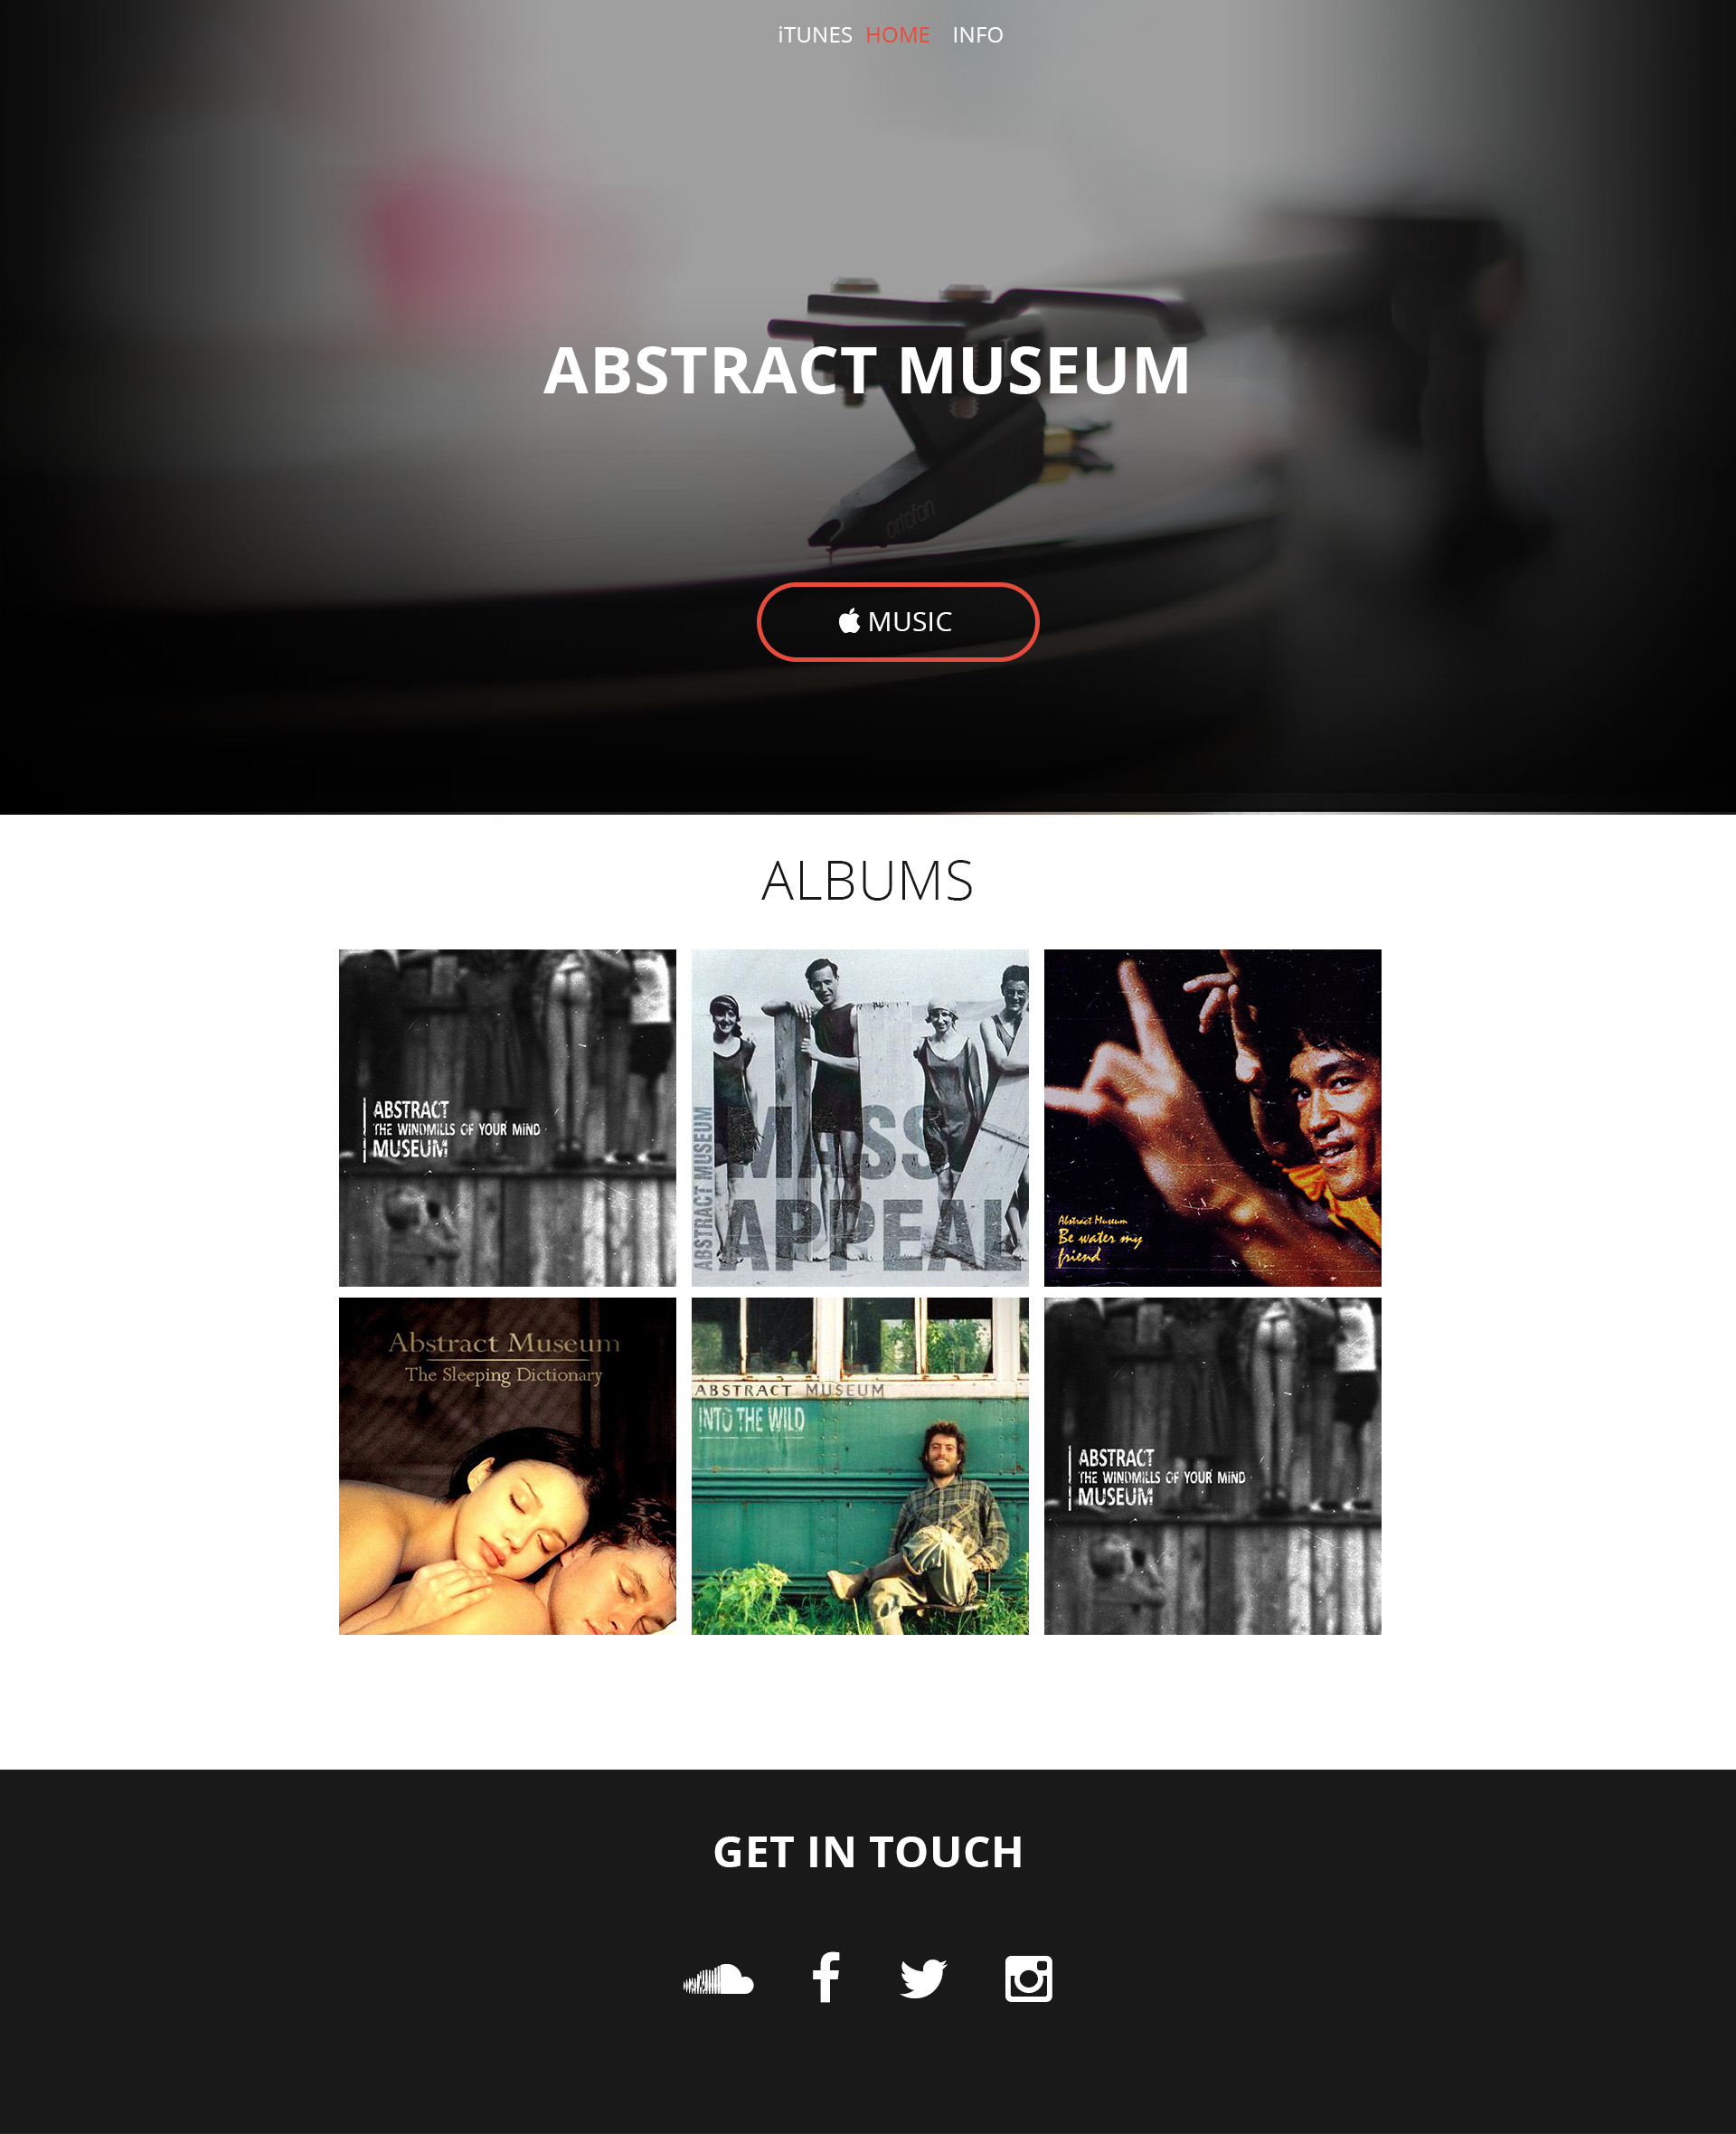 iTUNES HOME INFO
ABSTRACT MUSEUM
ortofon
MUSIC
ALBUMS
ABSTRACT
THE WINDMILLS OF YOUR MIND
MUSEUM
ABSTRACT MUSEUM
MASS
APPEAL
Abstract Museum
Be water my
friend
Abstract Museum
The Sleeping Dictionary
ABSTRACT MUSEUM
INTO THE WILD
ABSTRACT
THE WINDMILLS OF YOUR MIND
MUSEUM
GET IN TOUCH